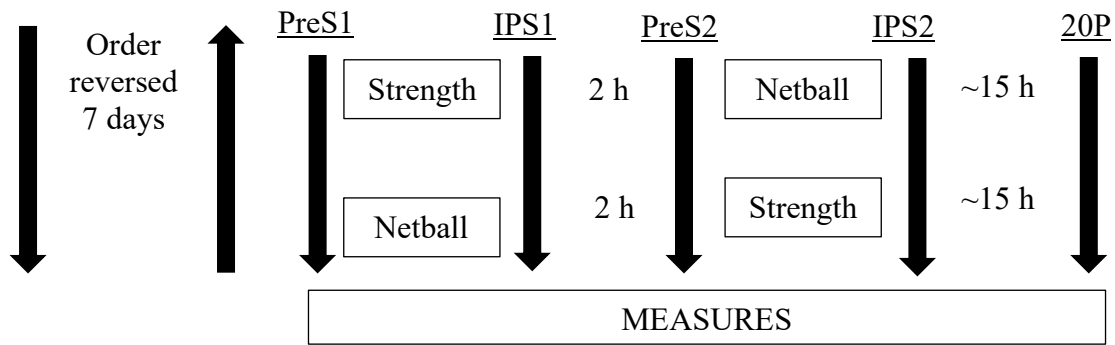 PreS1 IPS1 PreS2 IPS2 20P
Order
reversed
7 days
Strength 2 h Netball ~15 h
Netball 2 h Strength ~15 h
MEASURES